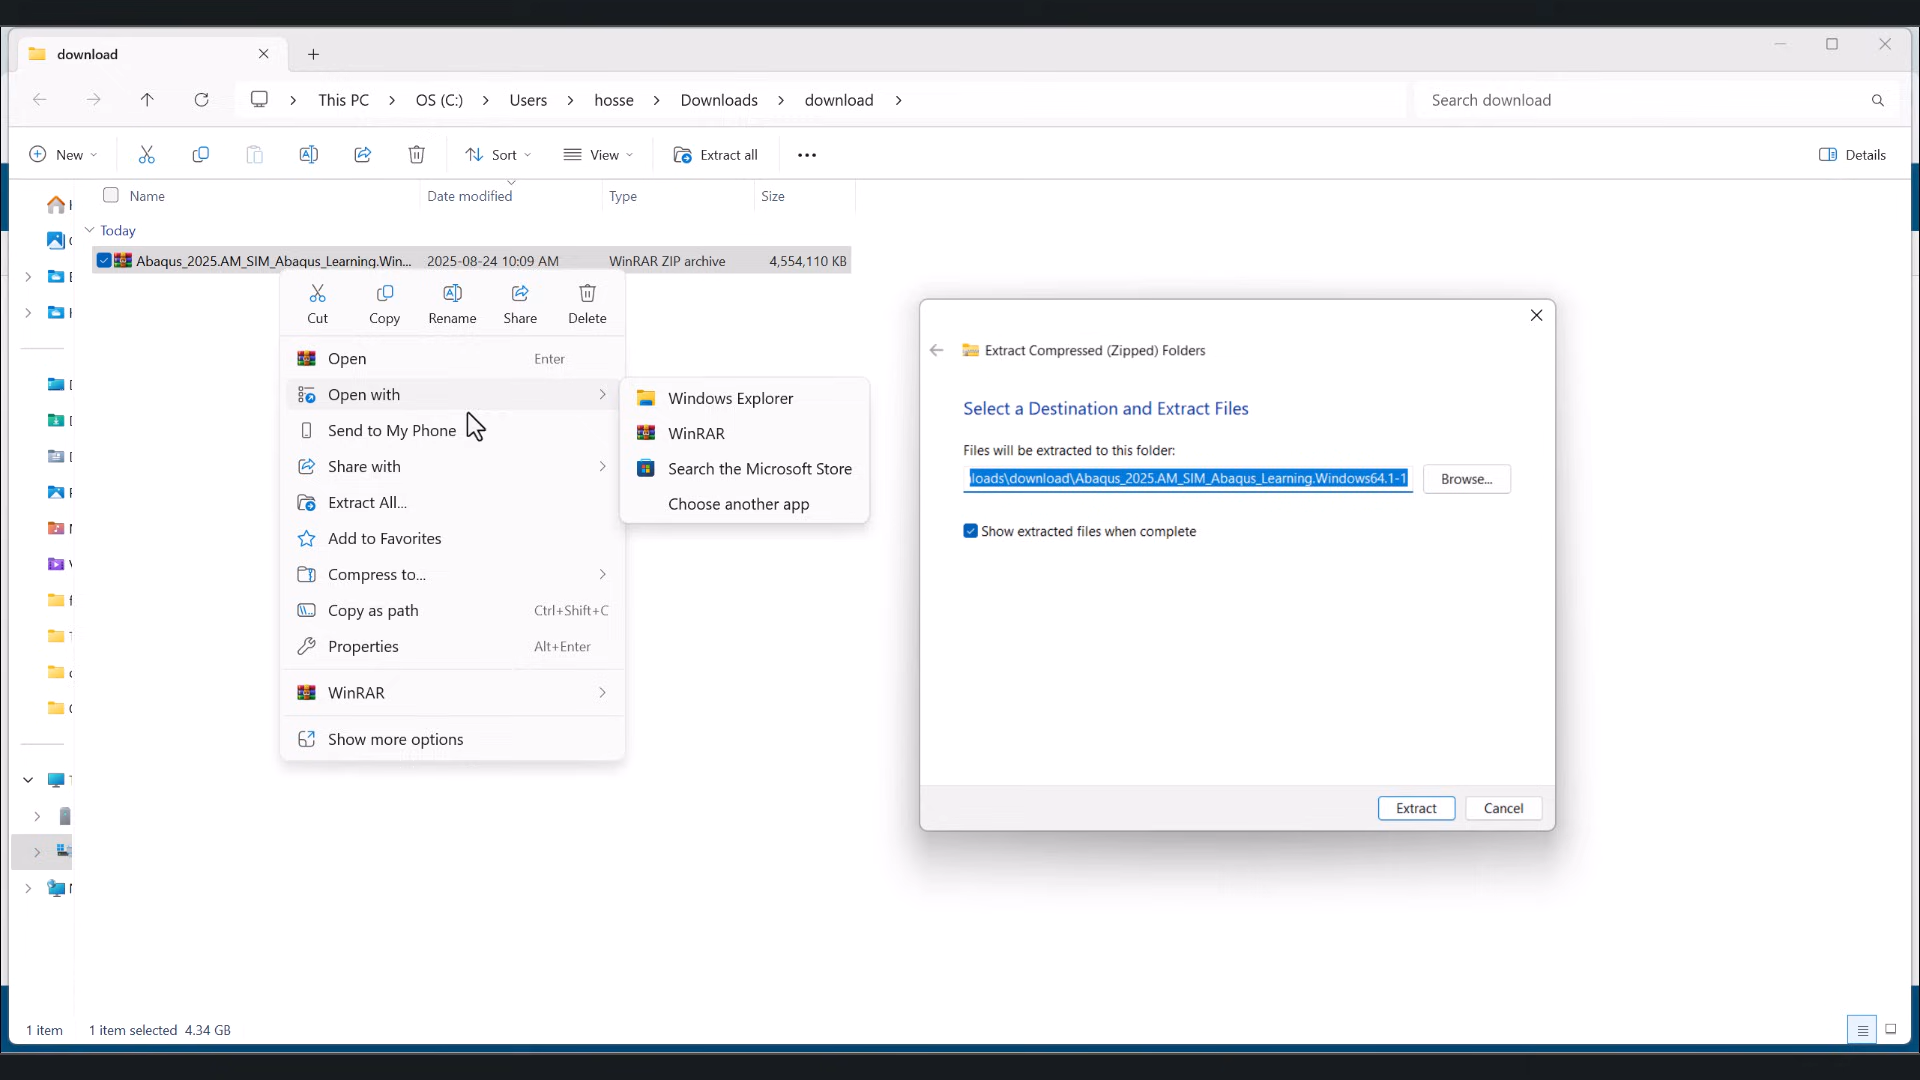 download
This PC > OS (C:) > Users > hosse > Downloads > download >
Search download
New
Sort
View
Extract all
Details
Name
Date modified
Type
Size
Today
Abaqus_2025.AM_SIM_Abaqus_Learning.Win... 2025-08-24 10:09 AM WinRAR ZIP archive 4,554,110 KB
Cut Copy Rename Share Delete
Open Enter
Open with
Send to My Phone
Share with
Extract All...
Add to Favorites
Compress to...
Copy as path Ctrl+Shift+C
Properties Alt+Enter
WinRAR
Show more options
Windows Explorer
WinRAR
Search the Microsoft Store
Choose another app
Extract Compressed (Zipped) Folders
Select a Destination and Extract Files
Files will be extracted to this folder:
loads\download\Abaqus_2025.AM_SIM_Abaqus_Learning.Windows64.1-1
Browse...
Show extracted files when complete
Extract
Cancel
1 item
1 item selected 4.34 GB